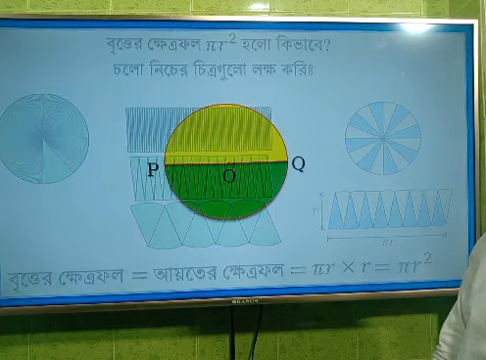 বৃত্তের ক্ষেত্রফল πr² হলো কিভাবে?
চলো নিচের চিত্রগুলো লক্ষ করিঃ
P O Q
r
πr
বৃত্তের ক্ষেত্রফল = আয়তের ক্ষেত্রফল = πr × r = πr²